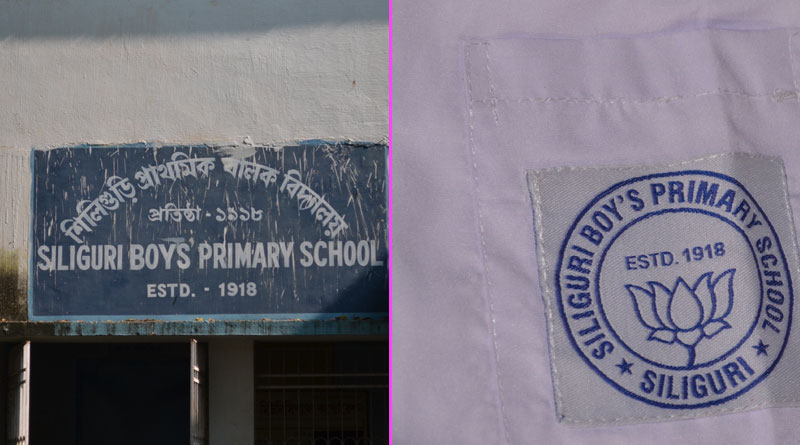 শিলিগুড়ি প্রাথমিক বালক বিদ্যালয়
প্রতিষ্ঠা - ১৯১৮
SILIGURI BOYS' PRIMARY SCHOOL
ESTD. - 1918
SILIGURI BOY'S PRIMARY SCHOOL
ESTD. 1918
★ SILIGURI ★